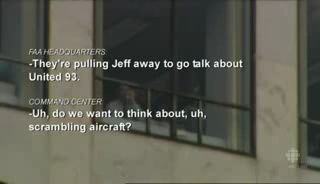 FAA HEADQUARTERS:
-They're pulling Jeff away to go talk about
United 93.
COMMAND CENTER:
-Uh, do we want to think about, uh,
scrambling aircraft?